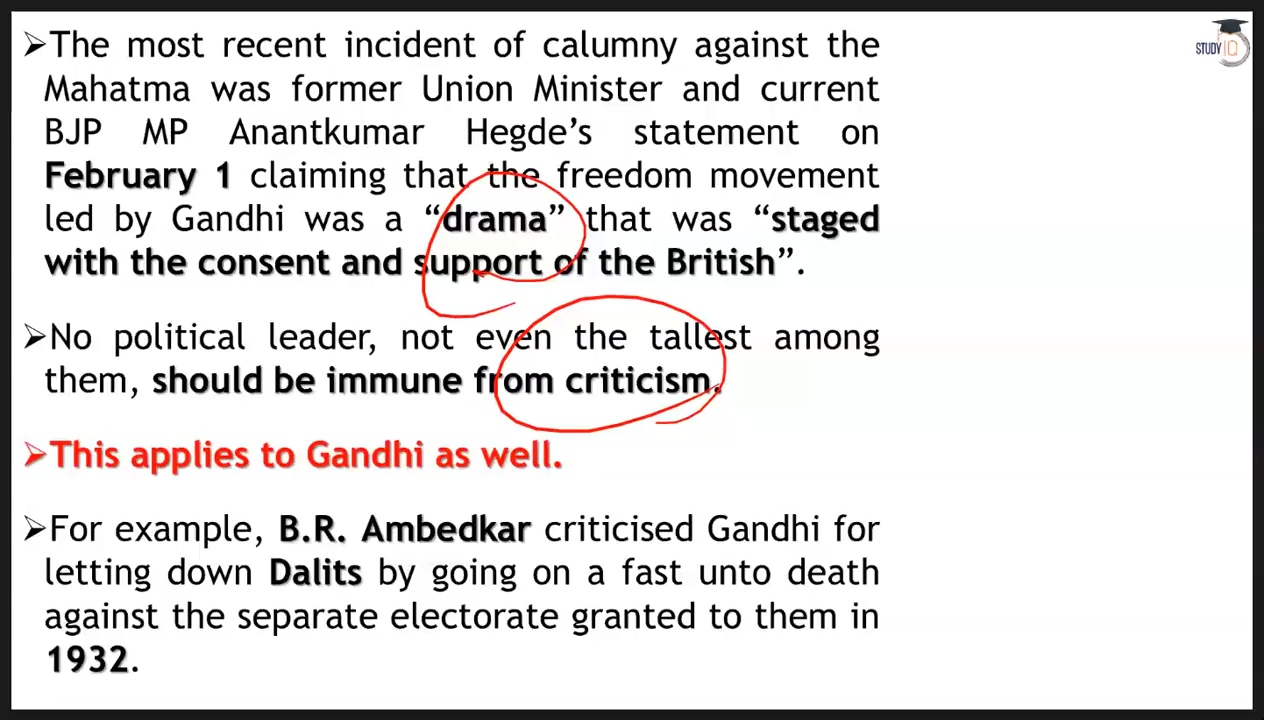 ➢The most recent incident of calumny against the
Mahatma was former Union Minister and current
BJP MP Anantkumar Hegde’s statement on
February 1 claiming that the freedom movement
led by Gandhi was a “drama” that was “staged
with the consent and support of the British”.
➢No political leader, not even the tallest among
them, should be immune from criticism.
➢This applies to Gandhi as well.
➢For example, B.R. Ambedkar criticised Gandhi for
letting down Dalits by going on a fast unto death
against the separate electorate granted to them in
1932.
STUDY IQ